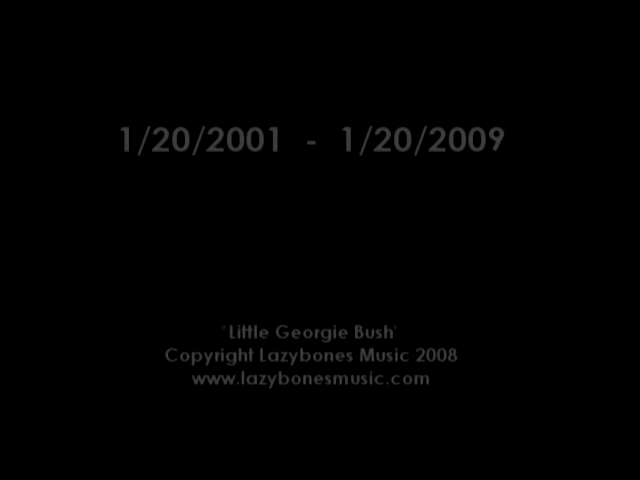 1/20/2001 - 1/20/2009
"Little Georgie Bush"
Copyright Lazybones Music 2008
www.lazybonesmusic.com